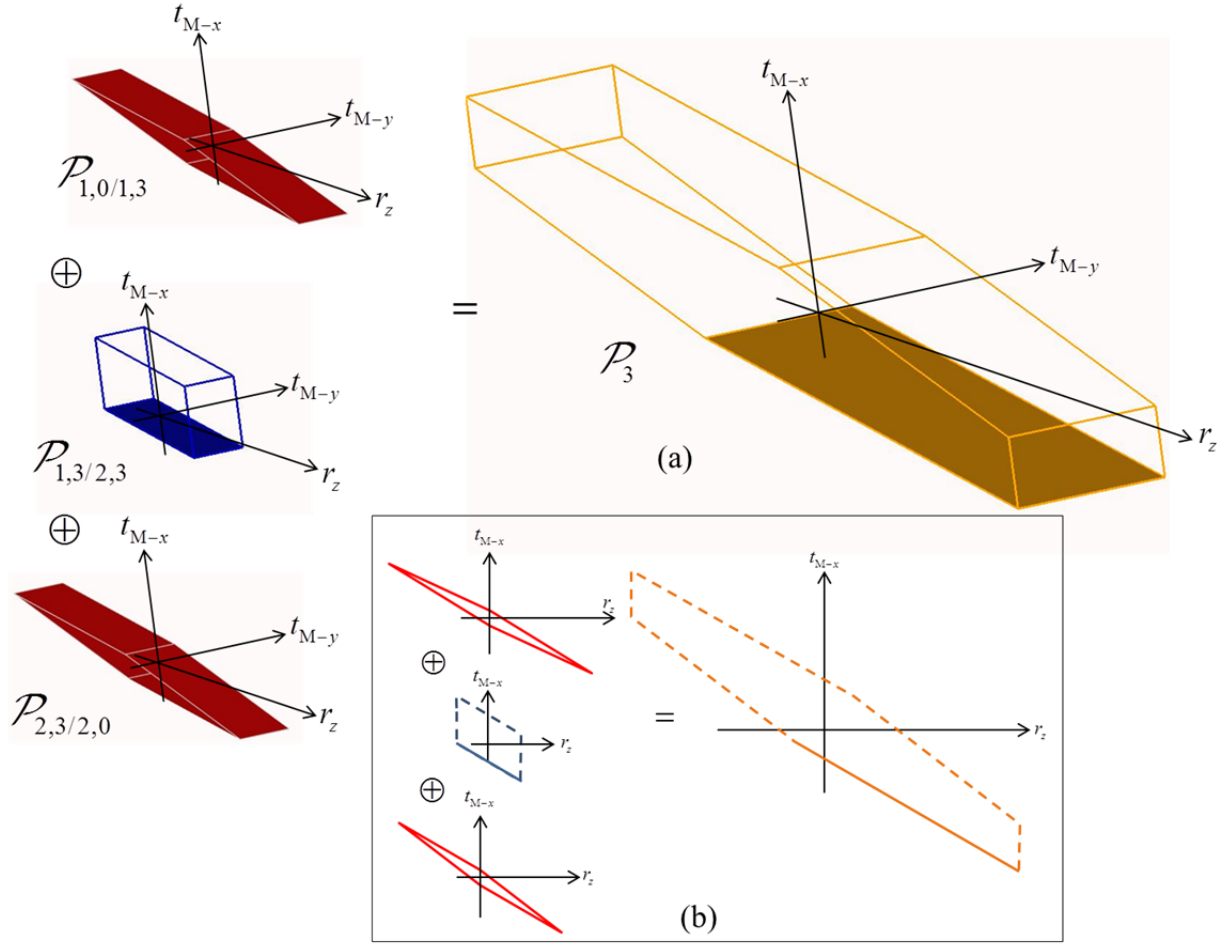 t_{M-x}
t_{M-y}
r_z
𝒫_{1,0/1,3}
⊕
t_{M-x}
t_{M-y}
r_z
𝒫_{1,3/2,3}
⊕
t_{M-x}
t_{M-y}
r_z
𝒫_{2,3/2,0}
=
t_{M-x}
t_{M-y}
r_z
𝒫_3
(a)
t_{M-x}
r_z
⊕
t_{M-x}
r_z
⊕
t_{M-x}
r_z
=
t_{M-x}
r_z
(b)